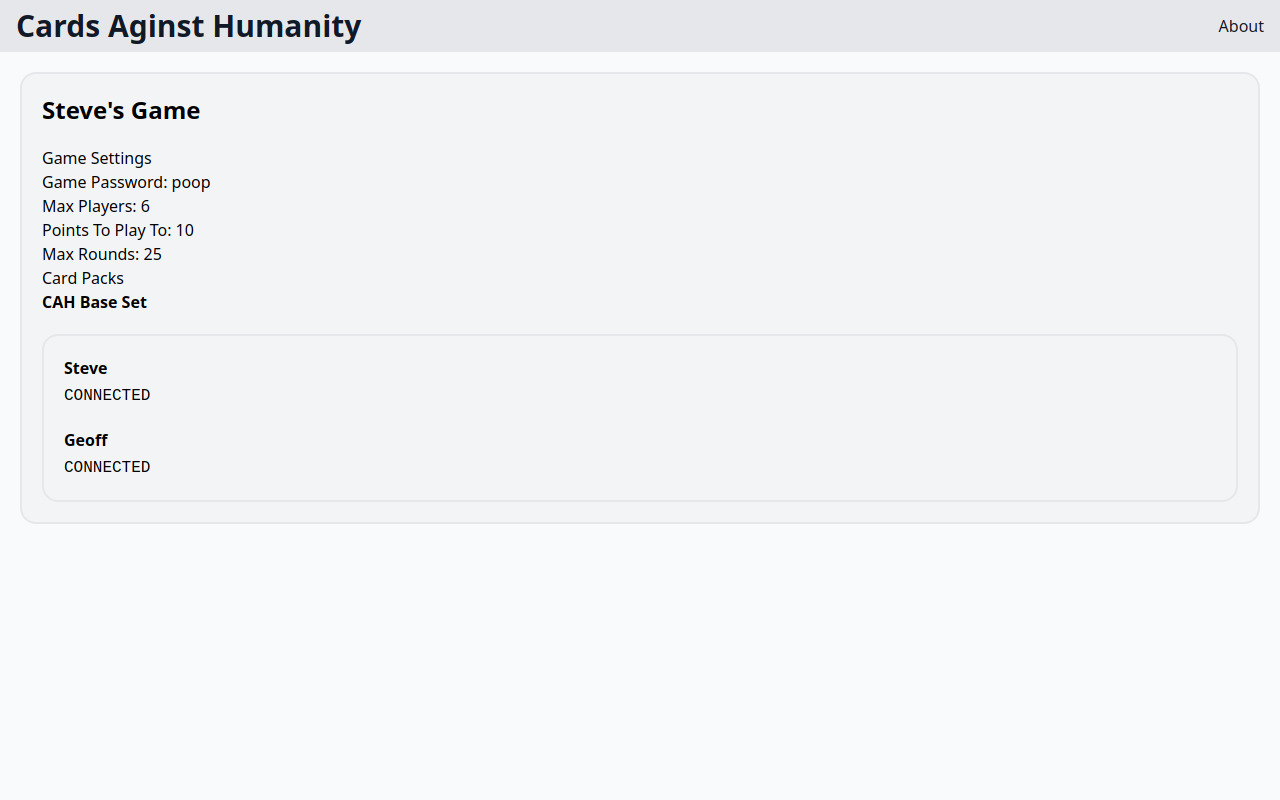 Cards Aginst Humanity
About
Steve's Game
Game Settings
Game Password: poop
Max Players: 6
Points To Play To: 10
Max Rounds: 25
Card Packs
CAH Base Set
Steve
CONNECTED
Geoff
CONNECTED